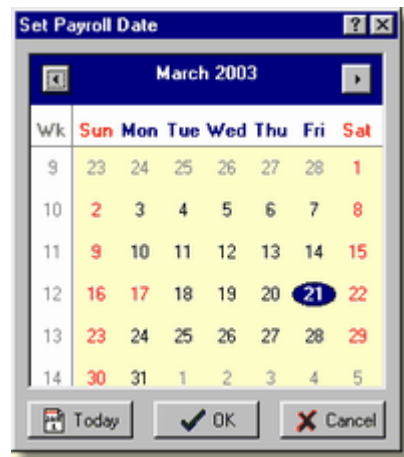 Set Payroll Date ? X
March 2003
Wk Sun Mon Tue Wed Thu Fri Sat
9 23 24 25 26 27 28 1
10 2 3 4 5 6 7 8
11 9 10 11 12 13 14 15
12 16 17 18 19 20 21 22
13 23 24 25 26 27 28 29
14 30 31 1 2 3 4 5
Today OK Cancel